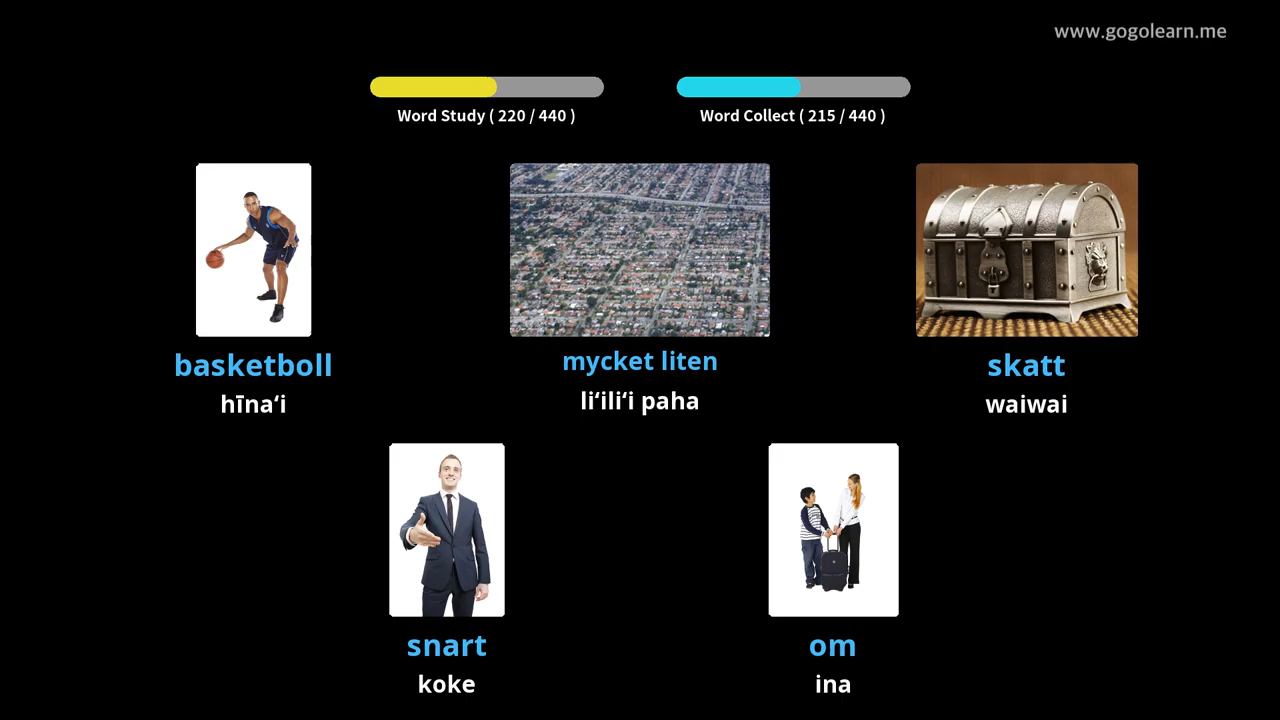 www.gogolearn.me
Word Study ( 220 / 440 )
Word Collect ( 215 / 440 )
basketboll
hīnaʻi
mycket liten
liʻiliʻi paha
skatt
waiwai
snart
koke
om
ina